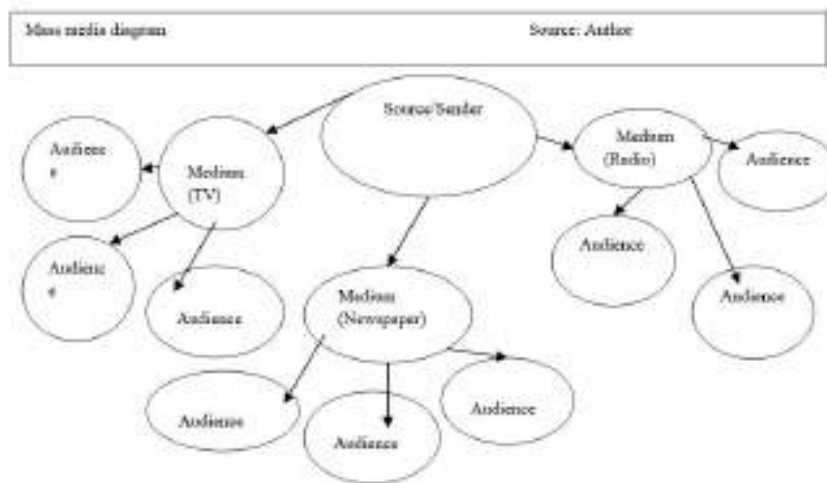 Mass media diagram Source: Author
Source/Sender
Medium
(TV)
Audienc
e
Audienc
e
Audience
Medium
(Newspaper)
Audience
Audience
Audience
Medium
(Radio)
Audience
Audience
Audience